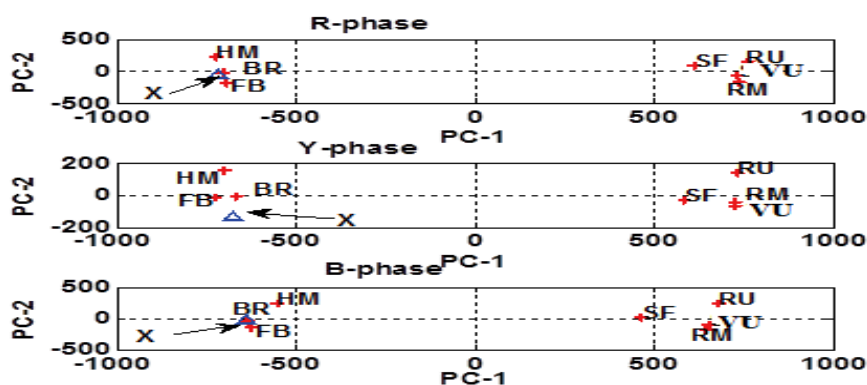 R-phase
500
0
-500
PC-2
HM
BR
FB
X
SF
RU
VU
RM
-1000 -500 0 500 1000
PC-1
Y-phase
200
0
-200
PC-2
HM
BR
FB
X
RU
SF
RM
VU
-1000 -500 0 500 1000
PC-1
B-phase
500
0
-500
PC-2
HM
BR
FB
X
RU
SF
VU
RM
-1000 -500 0 500 1000
PC-1